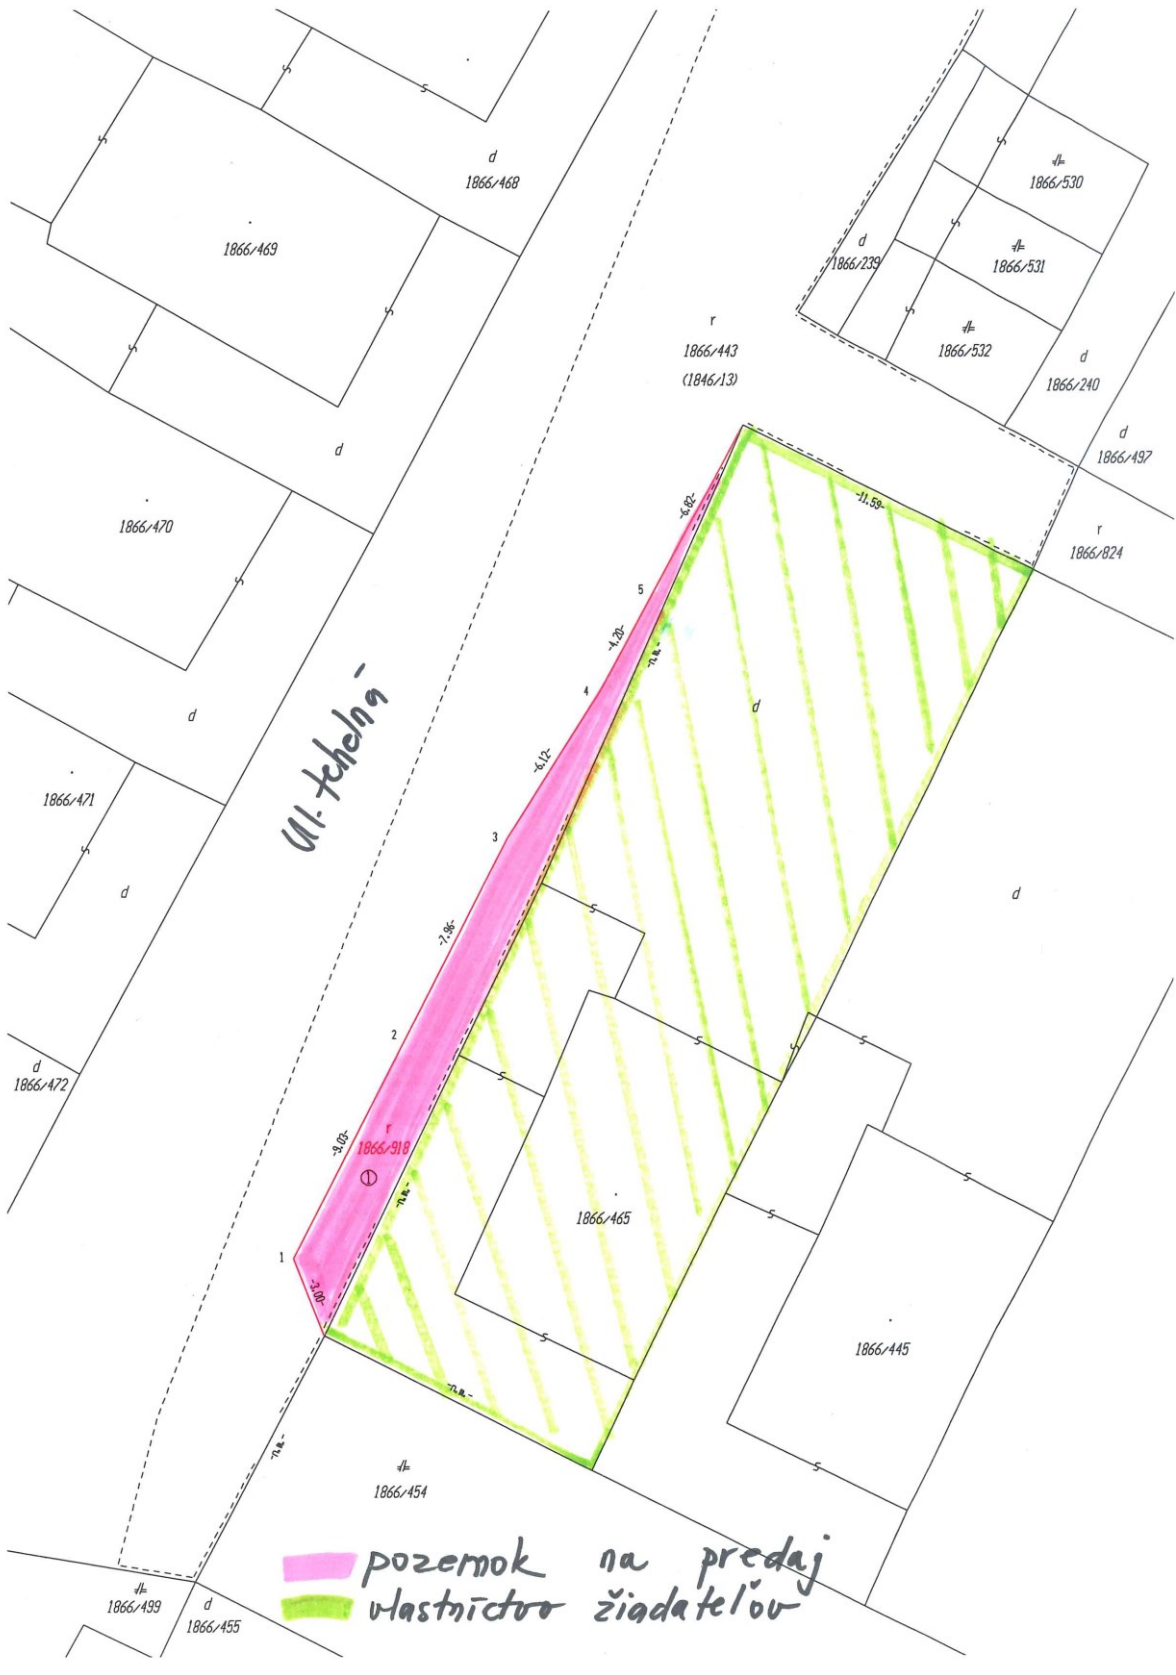 d
1866/468
1866/469
1866/530
d
1866/239
1866/531
1866/532
r
1866/443
(1846/13)
d
1866/240
d
1866/497
d
1866/470
-6.82-
-11.59-
r
1866/824
5
-4.20-
-n.m.-
4
d
d
Ul. tehelná
-6.12-
1866/471
3
d
d
-7.96-
2
d
1866/472
-9.03-
r
1866/918
1
-n.m.-
1866/465
1
-3.00-
1866/445
-n.m.-
-n.m.-
1866/454
pozemok na predaj
vlastníctvo žiadateľov
1866/499
d
1866/455